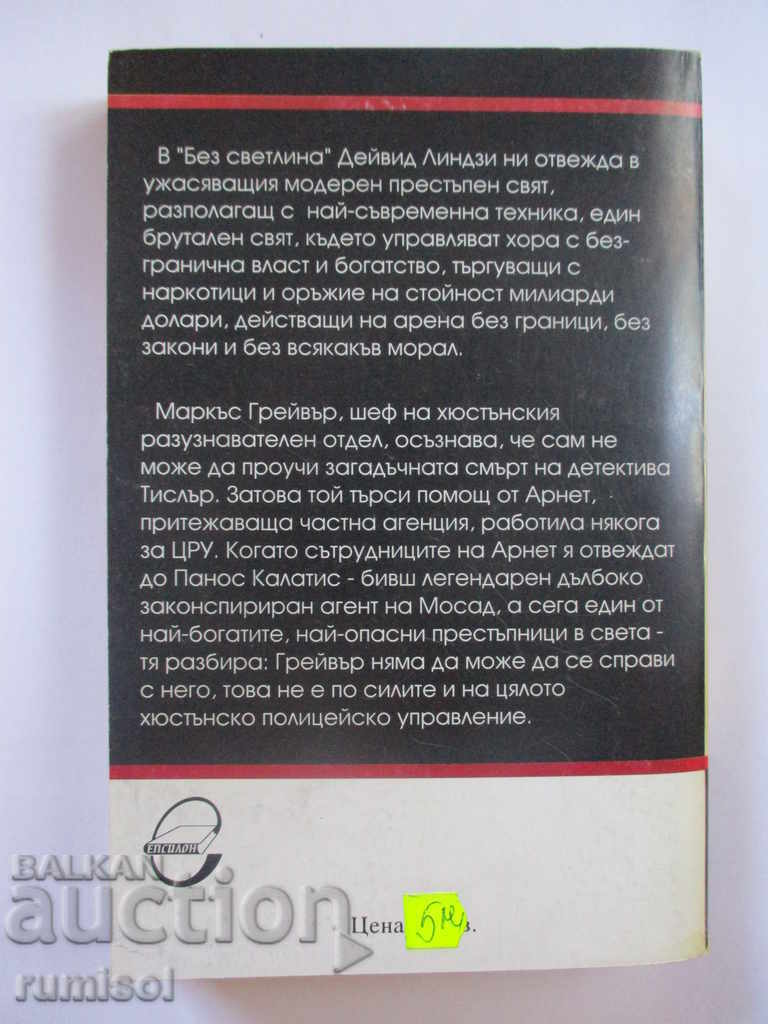 В "Без светлина" Дейвид Линдзи ни отвежда в
ужасяващия модерен престъпен свят,
разполагащ с най-съвременна техника, един
брутален свят, където управляват хора с без-
гранична власт и богатство, търгуващи с
наркотици и оръжие на стойност милиарди
долари, действащи на арена без граници, без
закони и без всякакъв морал.
Маркъс Грейвър, шеф на хюстънския
разузнавателен отдел, осъзнава, че сам не
може да проучи загадъчната смърт на детектива
Тислър. Затова той търси помощ от Арнет,
притежаваща частна агенция, работила някога
за ЦРУ. Когато сътрудниците на Арнет я отвеждат
до Панос Калатис - бивш легендарен дълбоко
законспириран агент на Мосад, а сега един от
най-богатите, най-опасни престъпници в света -
тя разбира: Грейвър няма да може да се справи
с него, това не е по силите и на цялото
хюстънско полицейско управление.
ЕПСИЛОН
BALKAN
auction
Цена в.
rumisol